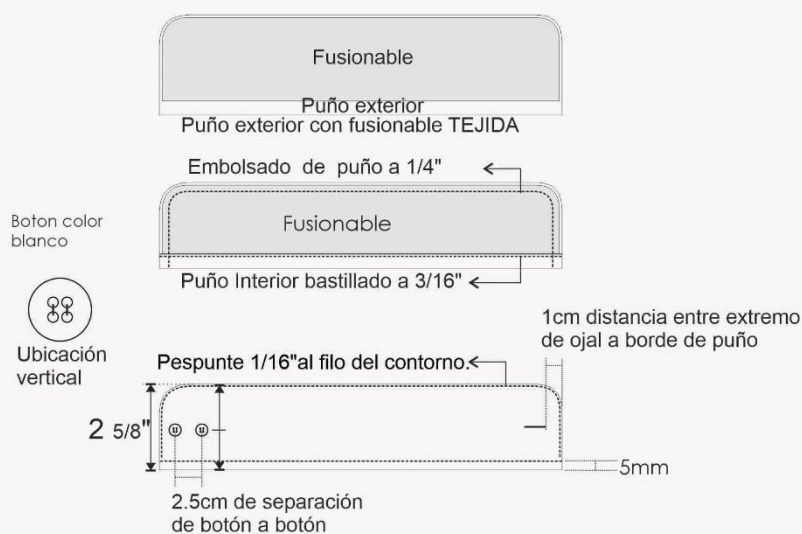 Fusionable
Puño exterior
Puño exterior con fusionable TEJIDA
Embolsado de puño a 1/4"
Boton color
blanco
Fusionable
Puño Interior bastillado a 3/16"
Ubicación
vertical
1cm distancia entre extremo
de ojal a borde de puño
Pespunte 1/16"al filo del contorno.
2 5/8"
5mm
2.5cm de separación
de botón a botón